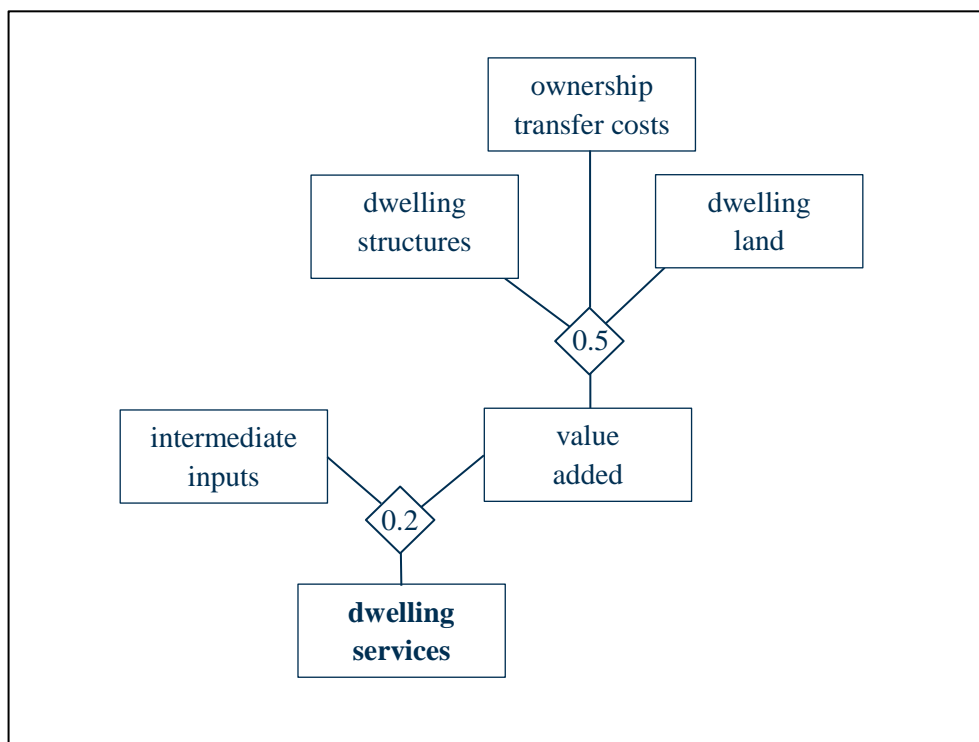 ownership
transfer costs
dwelling
structures
dwelling
land
0.5
intermediate
inputs
value
added
0.2
dwelling
services